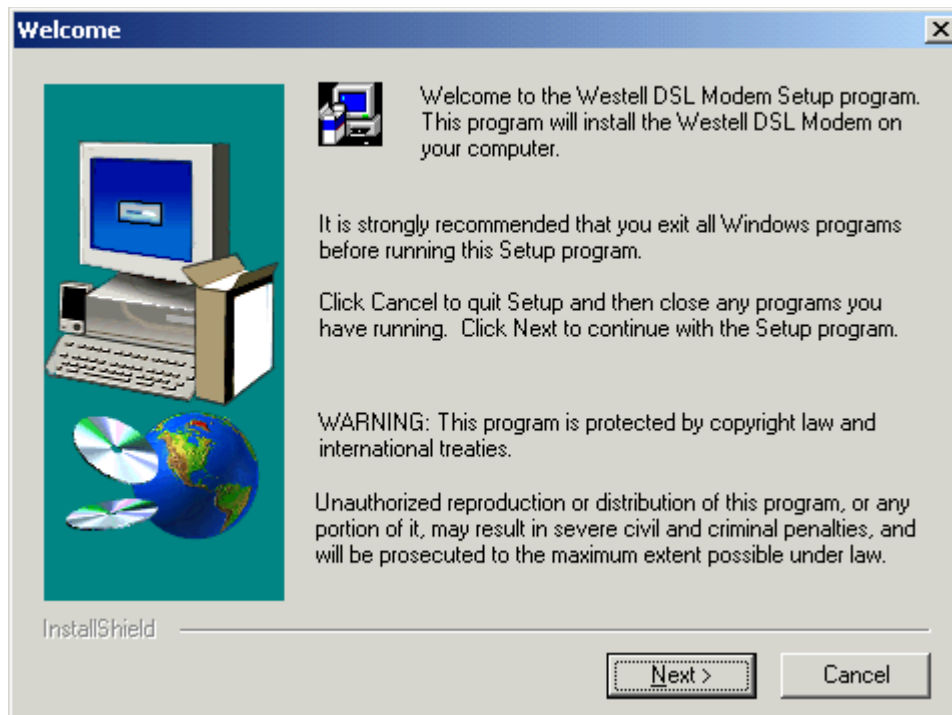 Welcome
Welcome to the Westell DSL Modem Setup program.
This program will install the Westell DSL Modem on
your computer.
It is strongly recommended that you exit all Windows programs
before running this Setup program.
Click Cancel to quit Setup and then close any programs you
have running.  Click Next to continue with the Setup program.
WARNING: This program is protected by copyright law and
international treaties.
Unauthorized reproduction or distribution of this program, or any
portion of it, may result in severe civil and criminal penalties, and
will be prosecuted to the maximum extent possible under law.
InstallShield
Next >
Cancel